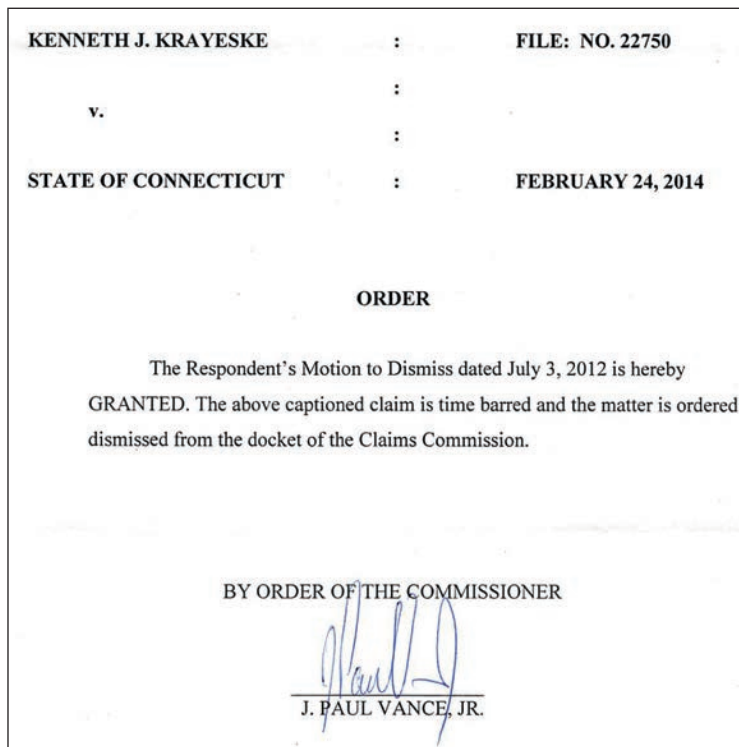 KENNETH J. KRAYESKE : FILE: NO. 22750
:
v.
:
STATE OF CONNECTICUT : FEBRUARY 24, 2014
ORDER
The Respondent's Motion to Dismiss dated July 3, 2012 is hereby
GRANTED. The above captioned claim is time barred and the matter is ordered
dismissed from the docket of the Claims Commission.
BY ORDER OF THE COMMISSIONER
J. PAUL VANCE, JR.